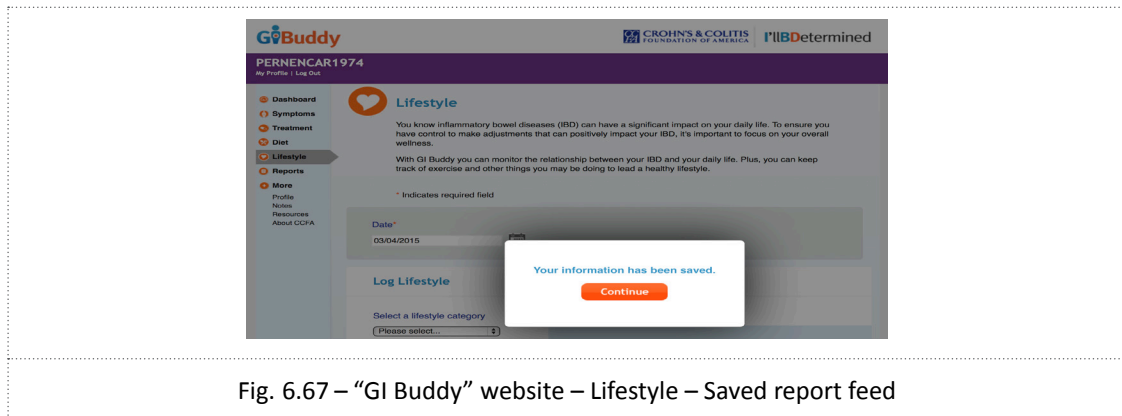 GiBuddy
CROHN'S & COLITIS
FOUNDATION OF AMERICA
I'llBDetermined
PERNENCAR1974
My Profile | Log Out
Dashboard
Symptoms
Treatment
Diet
Lifestyle
Reports
More
Profile
Notes
Resources
About CCFA
Lifestyle
You know inflammatory bowel diseases (IBD) can have a significant impact on your daily life. To ensure you
have control to make adjustments that can positively impact your IBD, it's important to focus on your overall
wellness.
With GI Buddy you can monitor the relationship between your IBD and your daily life. Plus, you can keep
track of exercise and other things you may be doing to lead a healthy lifestyle.
* Indicates required field
Date*
03/04/2015
Your information has been saved.
Continue
Log Lifestyle
Select a lifestyle category
Please select...
Fig. 6.67 – “GI Buddy” website – Lifestyle – Saved report feed